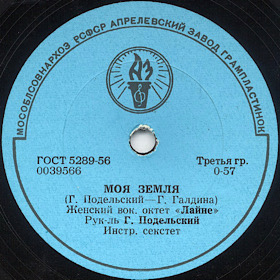 МОСОБЛСОВНАРХОЗ РСФСР АПРЕЛЕВСКИЙ ЗАВОД ГРАМПЛАСТИНОК
АЗ
ГОСТ 5289-56 Третья гр.
0039566 0-57
МОЯ ЗЕМЛЯ
(Г. Подельский—Г. Галдина)
Женский вок. октет «Лайне»
Рук-ль Г. Подельский
Инстр. секстет